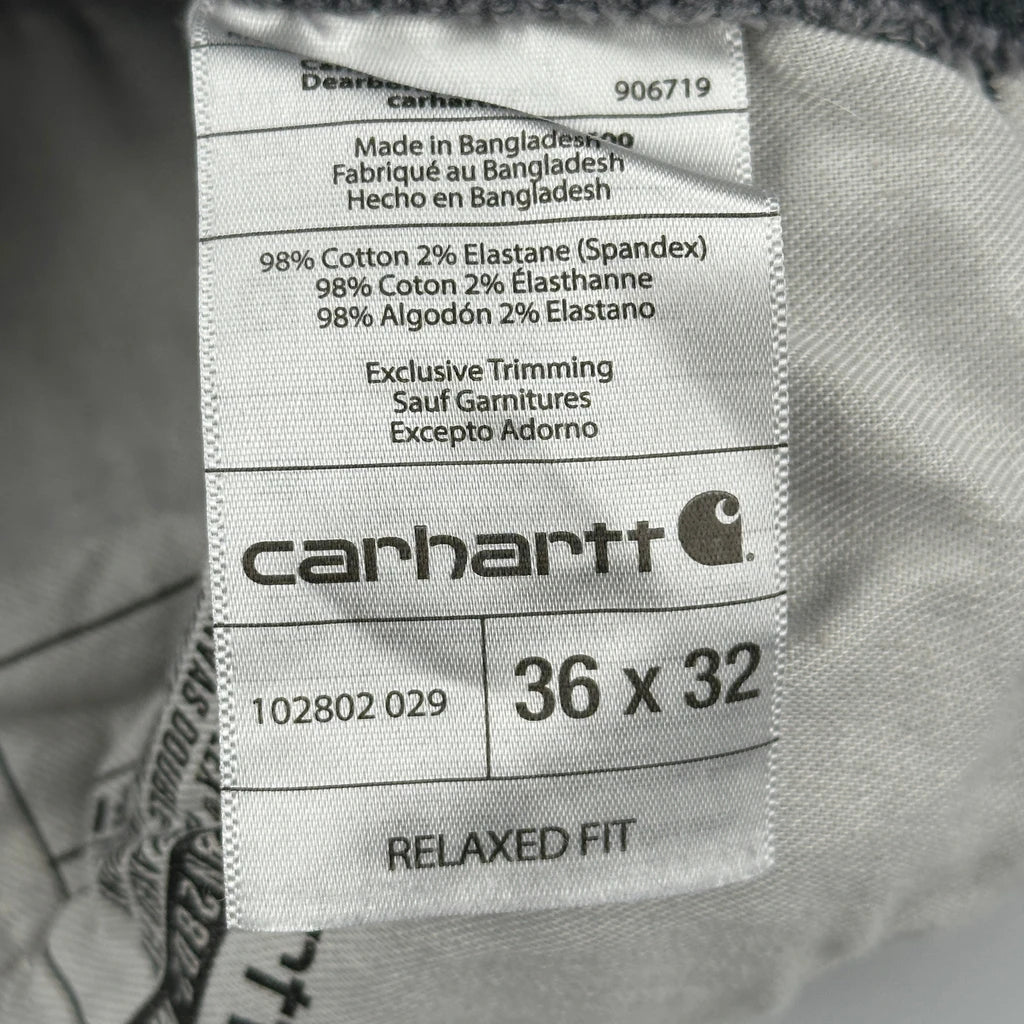 906719
Made in Bangladesh
Fabriqué au Bangladesh
Hecho en Bangladesh
98% Cotton 2% Elastane (Spandex)
98% Coton 2% Élasthanne
98% Algodón 2% Elastano
Exclusive Trimming
Sauf Garnitures
Excepto Adorno
carhartt
102802 029
36 x 32
RELAXED FIT
DOUBLE